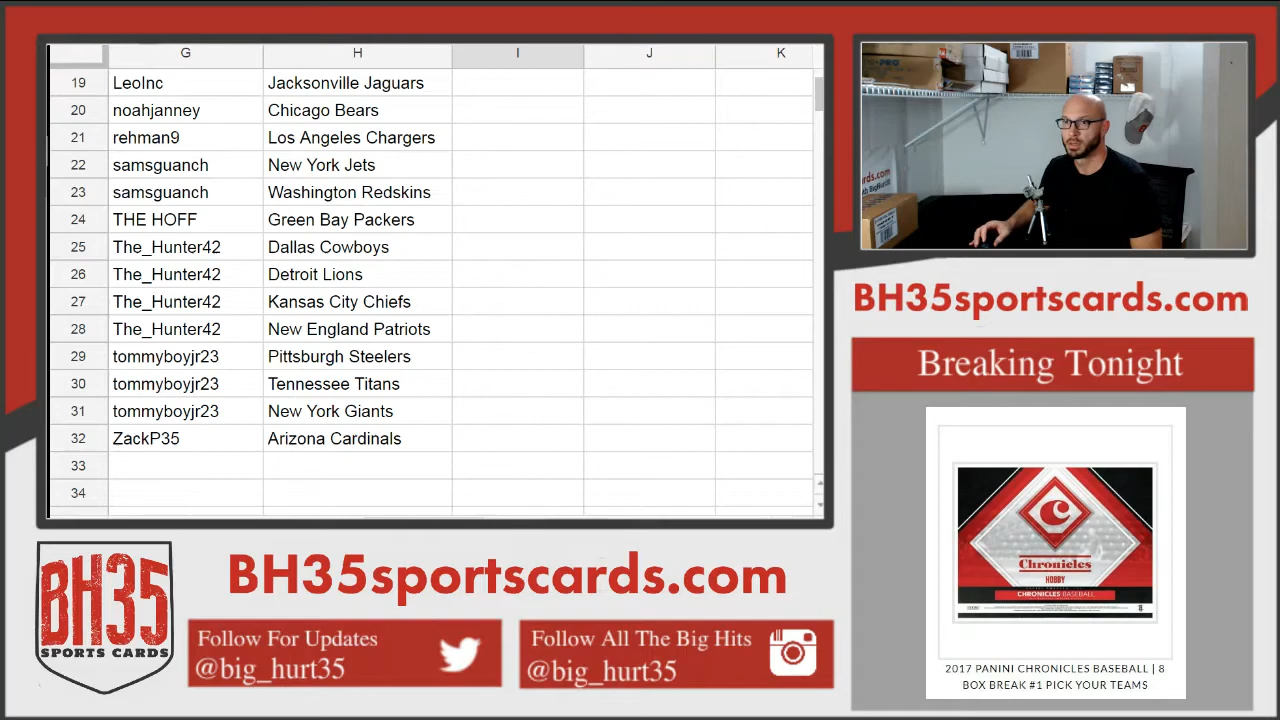 G H I J K
19 LeoInc Jacksonville Jaguars
20 noahjanney Chicago Bears
21 rehman9 Los Angeles Chargers
22 samsguanch New York Jets
23 samsguanch Washington Redskins
24 THE HOFF Green Bay Packers
25 The_Hunter42 Dallas Cowboys
26 The_Hunter42 Detroit Lions
27 The_Hunter42 Kansas City Chiefs
28 The_Hunter42 New England Patriots
29 tommyboyjr23 Pittsburgh Steelers
30 tommyboyjr23 Tennessee Titans
31 tommyboyjr23 New York Giants
32 ZackP35 Arizona Cardinals
33
34
BH35sportscards.com
Breaking Tonight
Chronicles
HOBBY
CHRONICLES BASEBALL
2017 PANINI CHRONICLES BASEBALL | 8
BOX BREAK #1 PICK YOUR TEAMS
BH35
SPORTS CARDS
BH35sportscards.com
Follow For Updates
@big_hurt35
Follow All The Big Hits
@big_hurt35